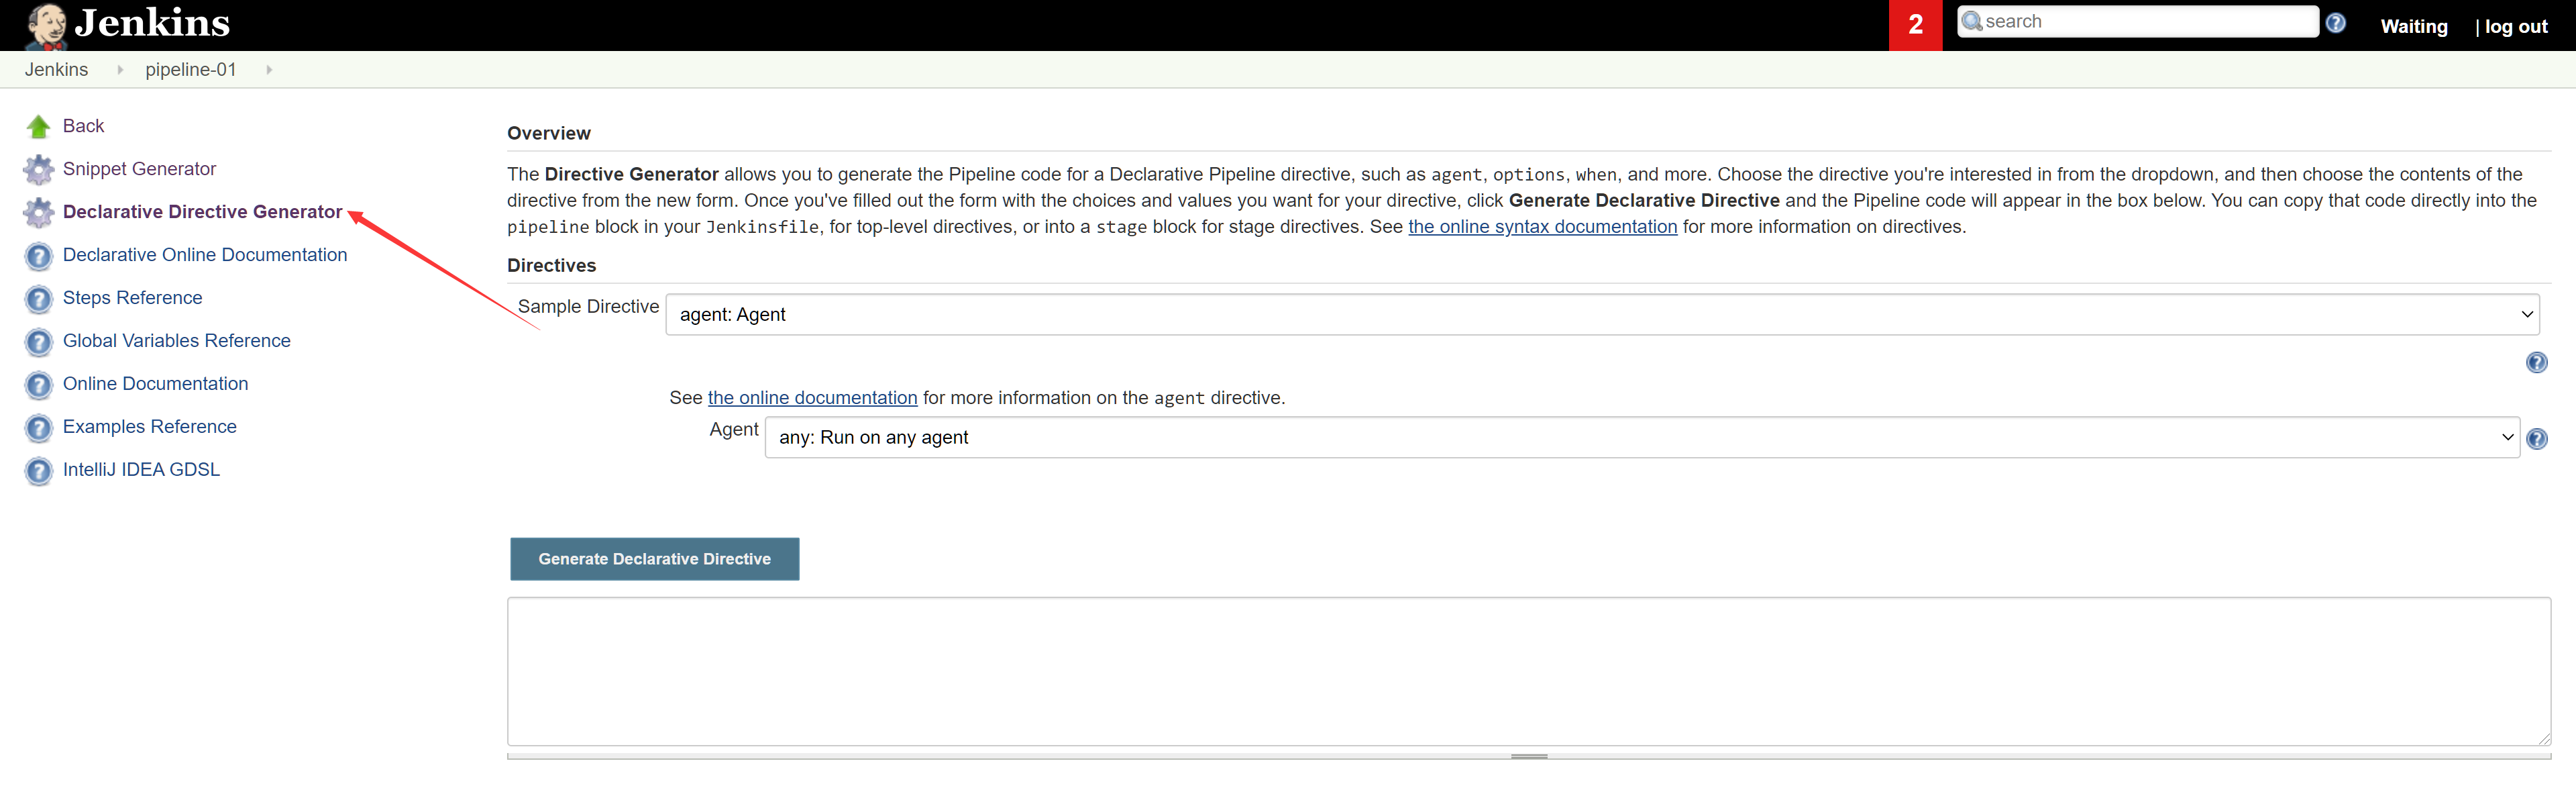 Jenkins
2
search
Waiting
| log out
Jenkins
pipeline-01
Back
Snippet Generator
Declarative Directive Generator
Declarative Online Documentation
Steps Reference
Global Variables Reference
Online Documentation
Examples Reference
IntelliJ IDEA GDSL
Overview
The Directive Generator allows you to generate the Pipeline code for a Declarative Pipeline directive, such as agent, options, when, and more. Choose the directive you're interested in from the dropdown, and then choose the contents of the
directive from the new form. Once you've filled out the form with the choices and values you want for your directive, click Generate Declarative Directive and the Pipeline code will appear in the box below. You can copy that code directly into the
pipeline block in your Jenkinsfile, for top-level directives, or into a stage block for stage directives. See the online syntax documentation for more information on directives.
Directives
Sample Directive
agent: Agent
See the online documentation for more information on the agent directive.
Agent
any: Run on any agent
Generate Declarative Directive